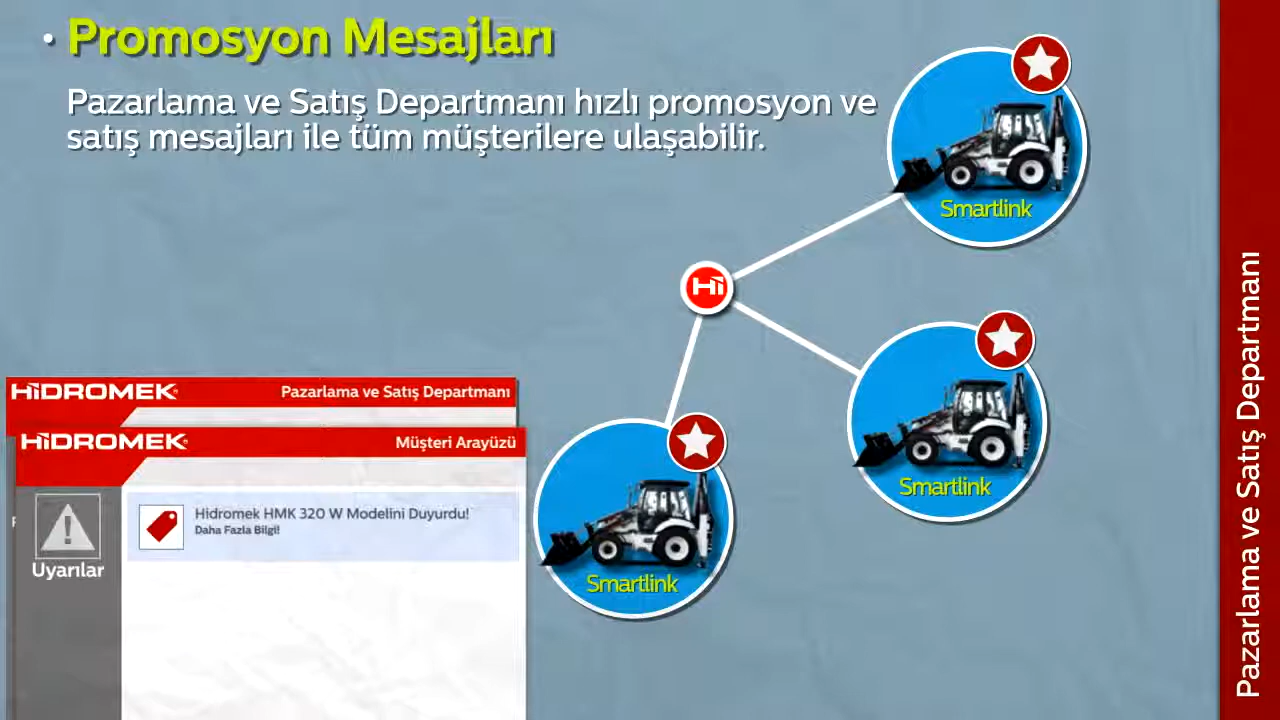 • Promosyon Mesajları
Pazarlama ve Satış Departmanı hızlı promosyon ve
satış mesajları ile tüm müşterilere ulaşabilir.
Smartlink
Hi
Smartlink
Smartlink
HİDROMEK
Pazarlama ve Satış Departmanı
HİDROMEK
Müşteri Arayüzü
Hidromek HMK 320 W Modelini Duyurdu!
Daha Fazla Bilgi!
Uyarılar
Pazarlama ve Satış Departmanı